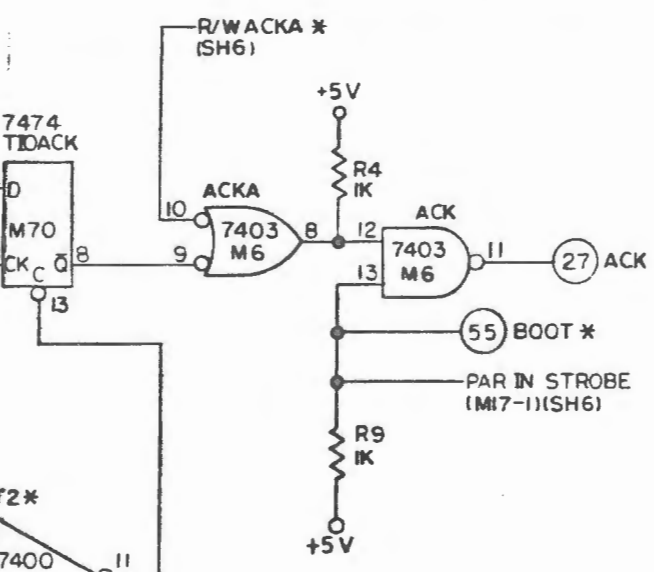 R/WACKA *
(SH6)
+5V
7474
TIOACK
R4
1K
D
ACKA
ACK
10
7403
M6
8
12
7403
M6
11
27
ACK
M70
CK
C
Q̅
8
9
13
13
55
BOOT *
PAR IN STROBE
(M17-1)(SH6)
R9
1K
2*
+5V
7400
11